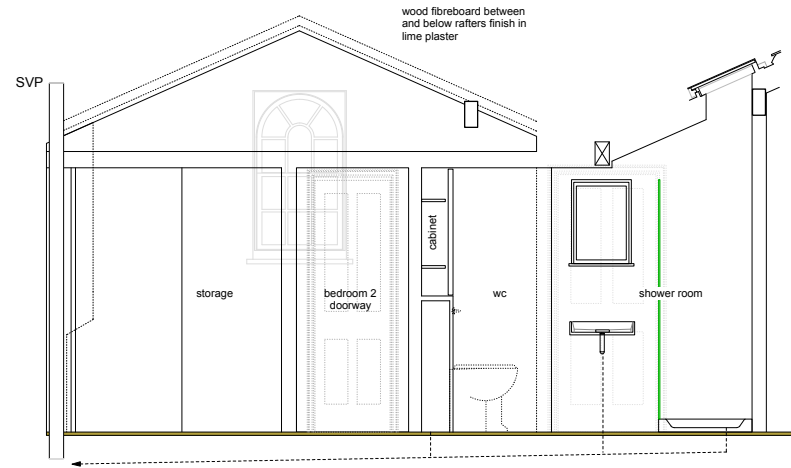 wood fibreboard between
and below rafters finish in
lime plaster
SVP
cabinet
storage
bedroom 2
doorway
wc
shower room